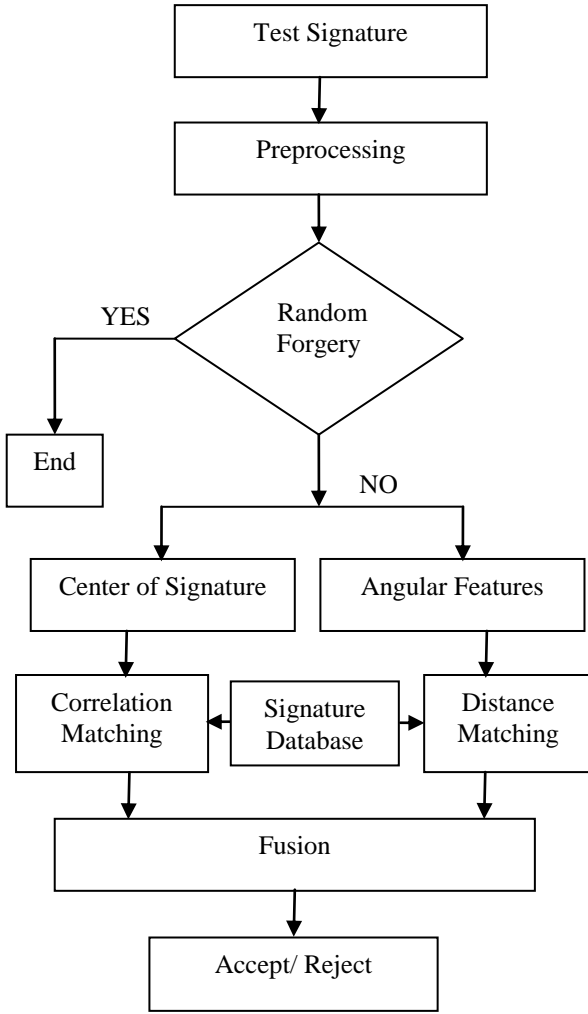 Test Signature
Preprocessing
Random
Forgery
YES
End
NO
Center of Signature
Angular Features
Correlation
Matching
Signature
Database
Distance
Matching
Fusion
Accept/ Reject